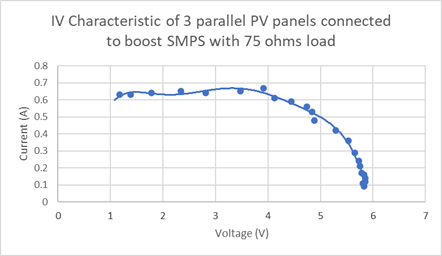 IV Characteristic of 3 parallel PV panels connected
to boost SMPS with 75 ohms load
0.8
0.7
0.6
0.5
0.4
0.3
0.2
0.1
0
Current (A)
0 1 2 3 4 5 6 7
Voltage (V)